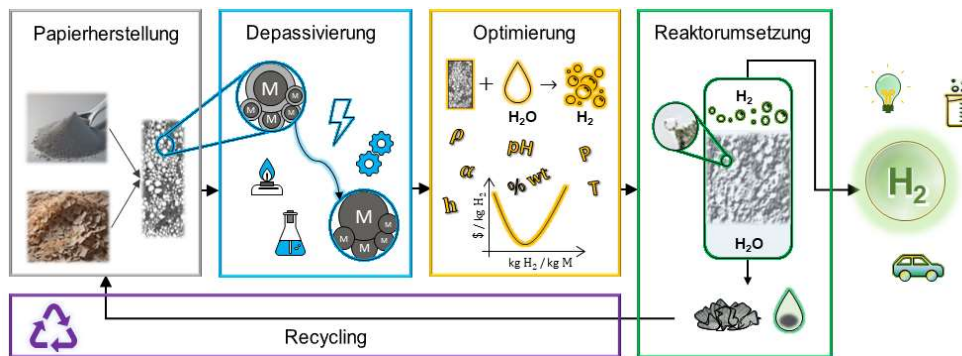 Papierherstellung
Depassivierung
M
M
M
M
M
M
M
M
M
M
Optimierung
+
→
H2O
H2
ρ
pH
P
α
% wt
T
h
$ / kg H2
kg H2 / kg M
Reaktorumsetzung
H2
H2O
H2
Recycling